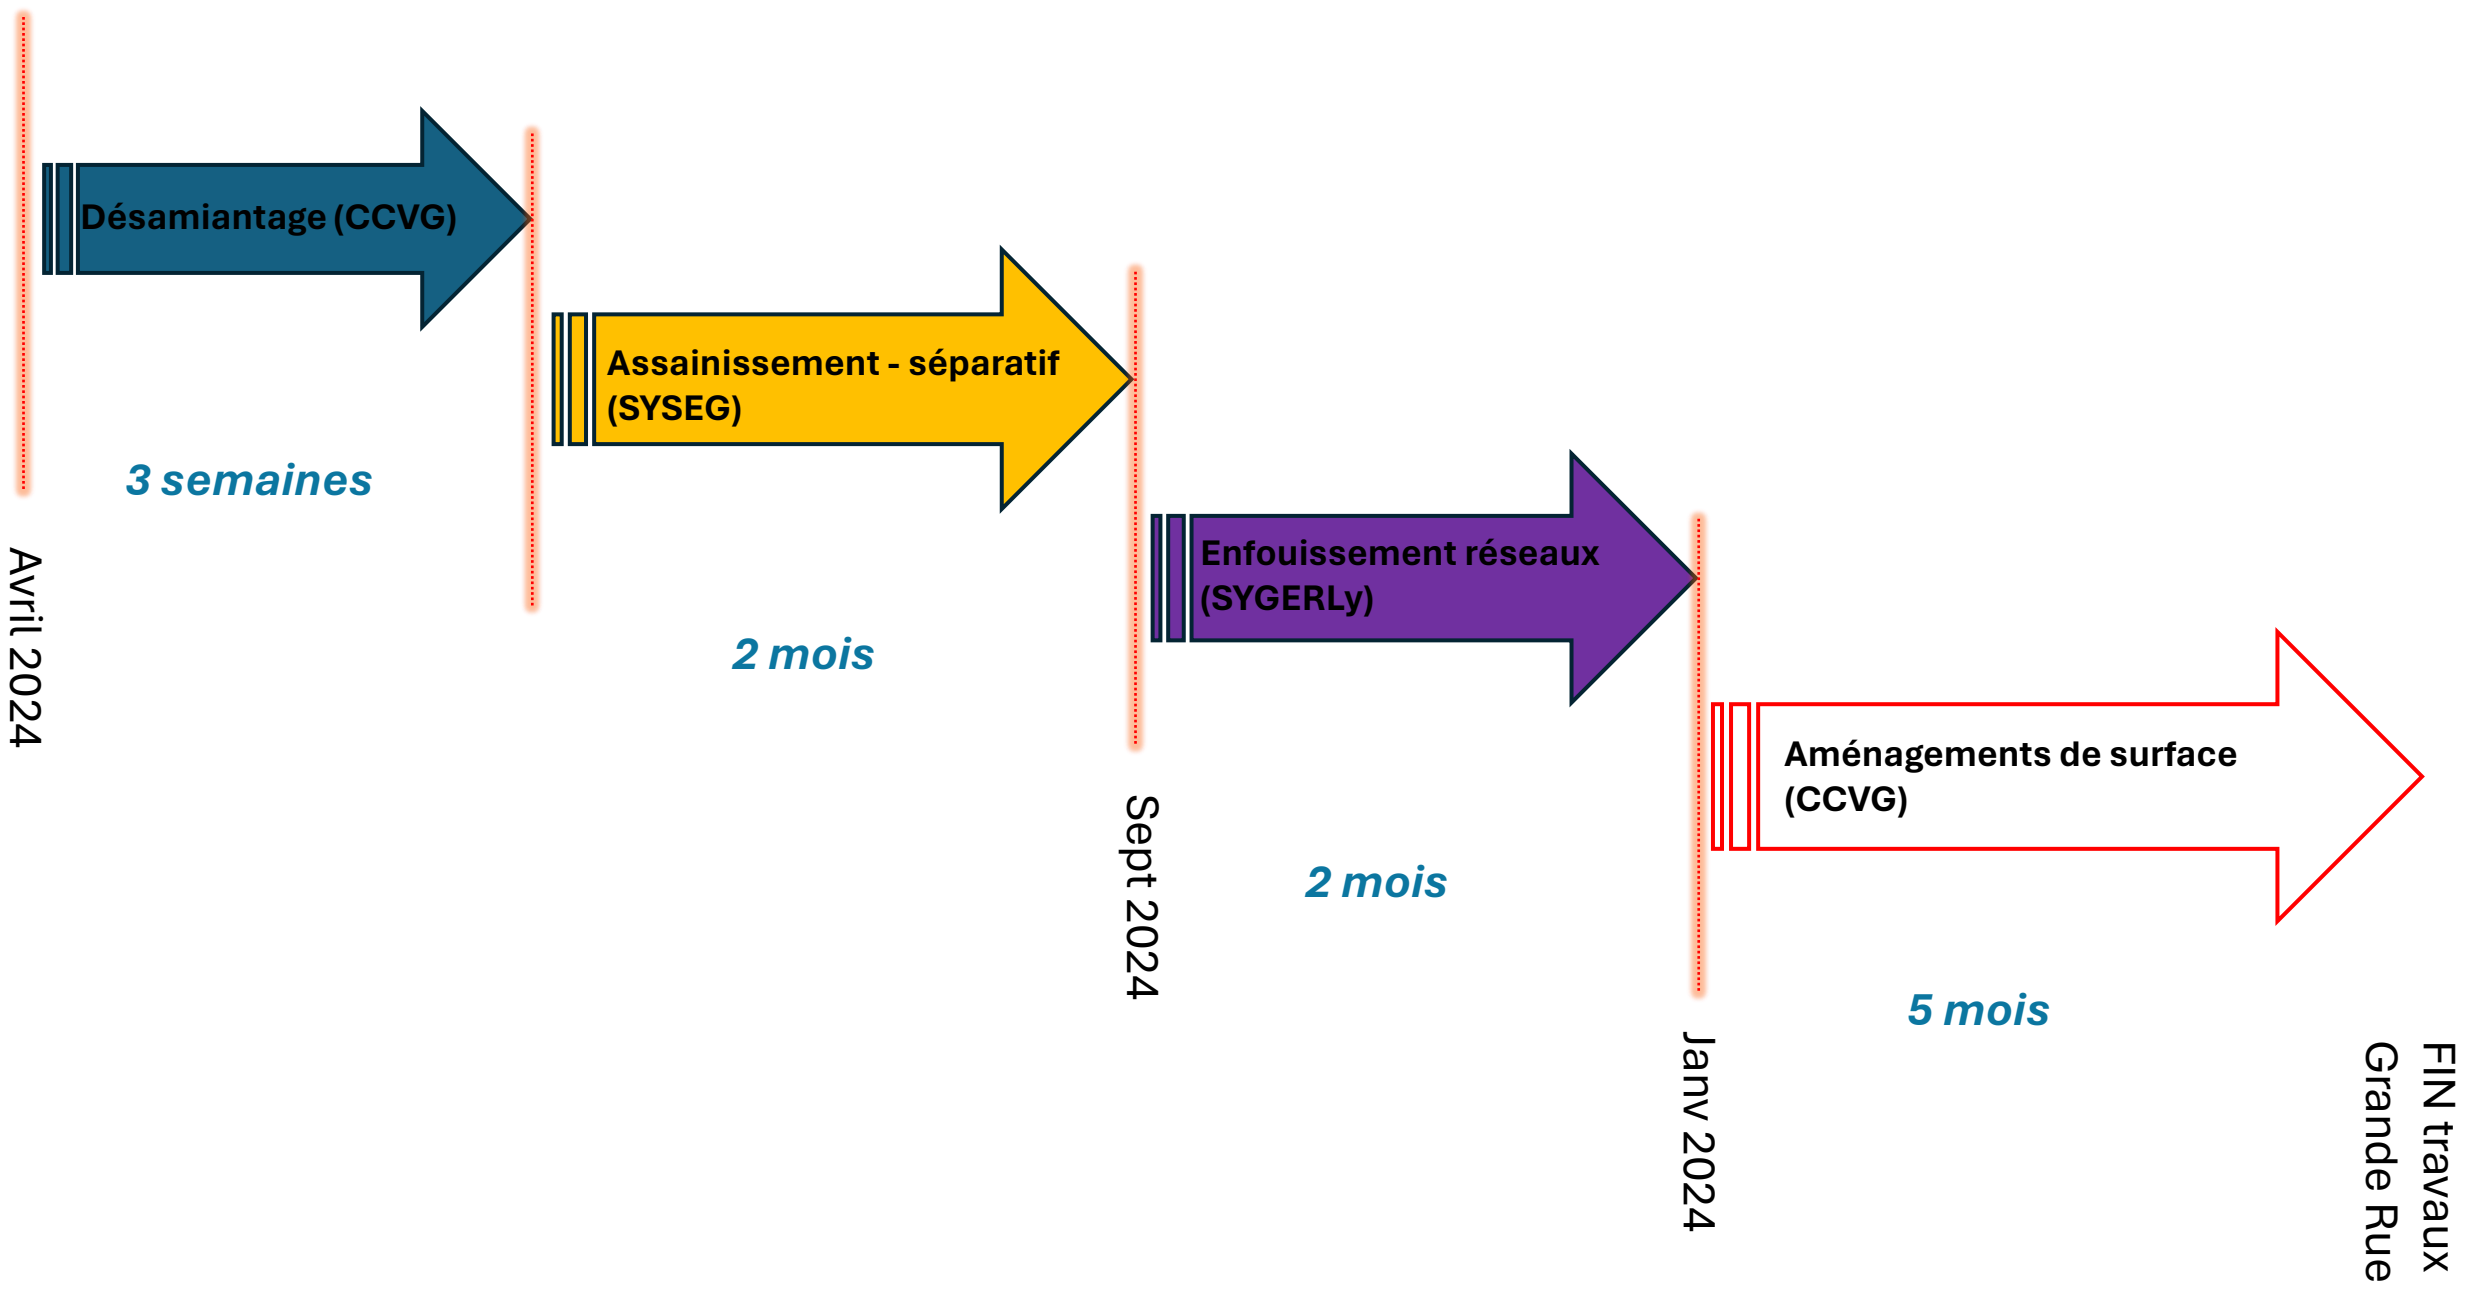 Désamiantage (CCVG)
3 semaines
Avril 2024
Assainissement - séparatif
(SYSEG)
2 mois
Sept 2024
Enfouissement réseaux
(SYGERLy)
2 mois
Janv 2024
Aménagements de surface
(CCVG)
5 mois
FIN travaux
Grande Rue